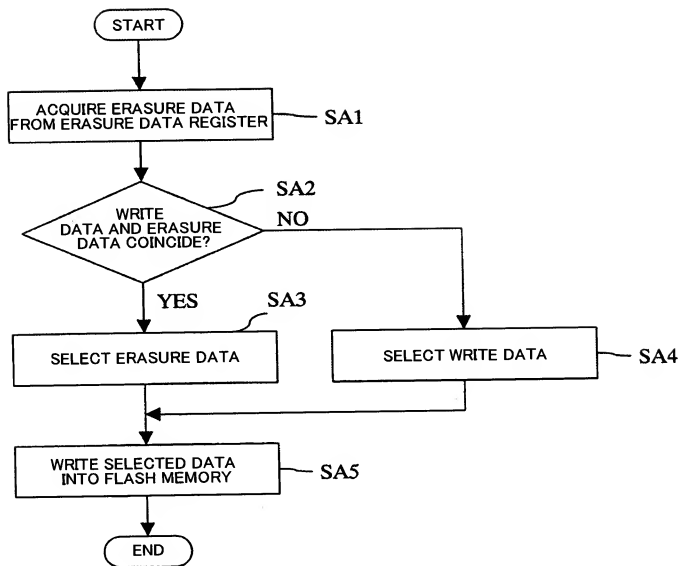 START
ACQUIRE ERASURE DATA
FROM ERASURE DATA REGISTER
SA1
SA2
WRITE
DATA AND ERASURE
DATA COINCIDE?
NO
YES
SA3
SELECT ERASURE DATA
SELECT WRITE DATA
SA4
WRITE SELECTED DATA
INTO FLASH MEMORY
SA5
END